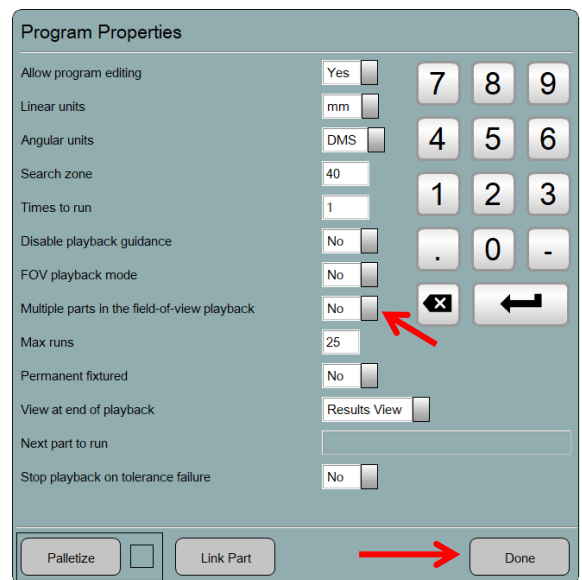 Program Properties
Allow program editing Yes
Linear units mm
Angular units DMS
Search zone 40
Times to run 1
Disable playback guidance No
FOV playback mode No
Multiple parts in the field-of-view playback No
Max runs 25
Permanent fixtured No
View at end of playback Results View
Next part to run
Stop playback on tolerance failure No
7 8 9
4 5 6
1 2 3
. 0 -
Palletize Link Part Done